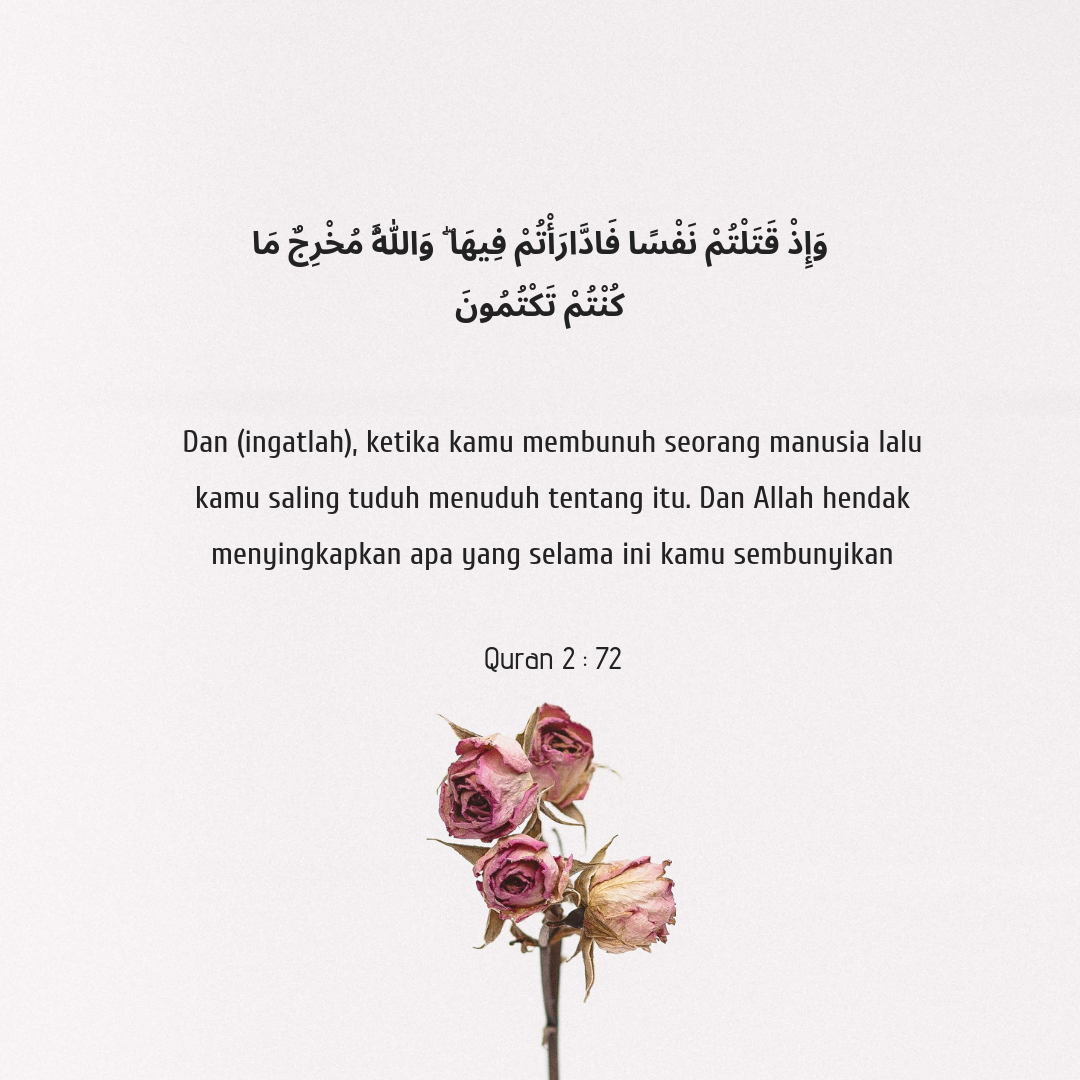 وَإِذْ قَتَلْتُمْ نَفْسًا فَادَّارَأْتُمْ فِيهَا ۖ وَاللَّهُ مُخْرِجٌ مَا
كُنْتُمْ تَكْتُمُونَ
Dan (ingatlah), ketika kamu membunuh seorang manusia lalu
kamu saling tuduh menuduh tentang itu. Dan Allah hendak
menyingkapkan apa yang selama ini kamu sembunyikan
Quran 2 : 72